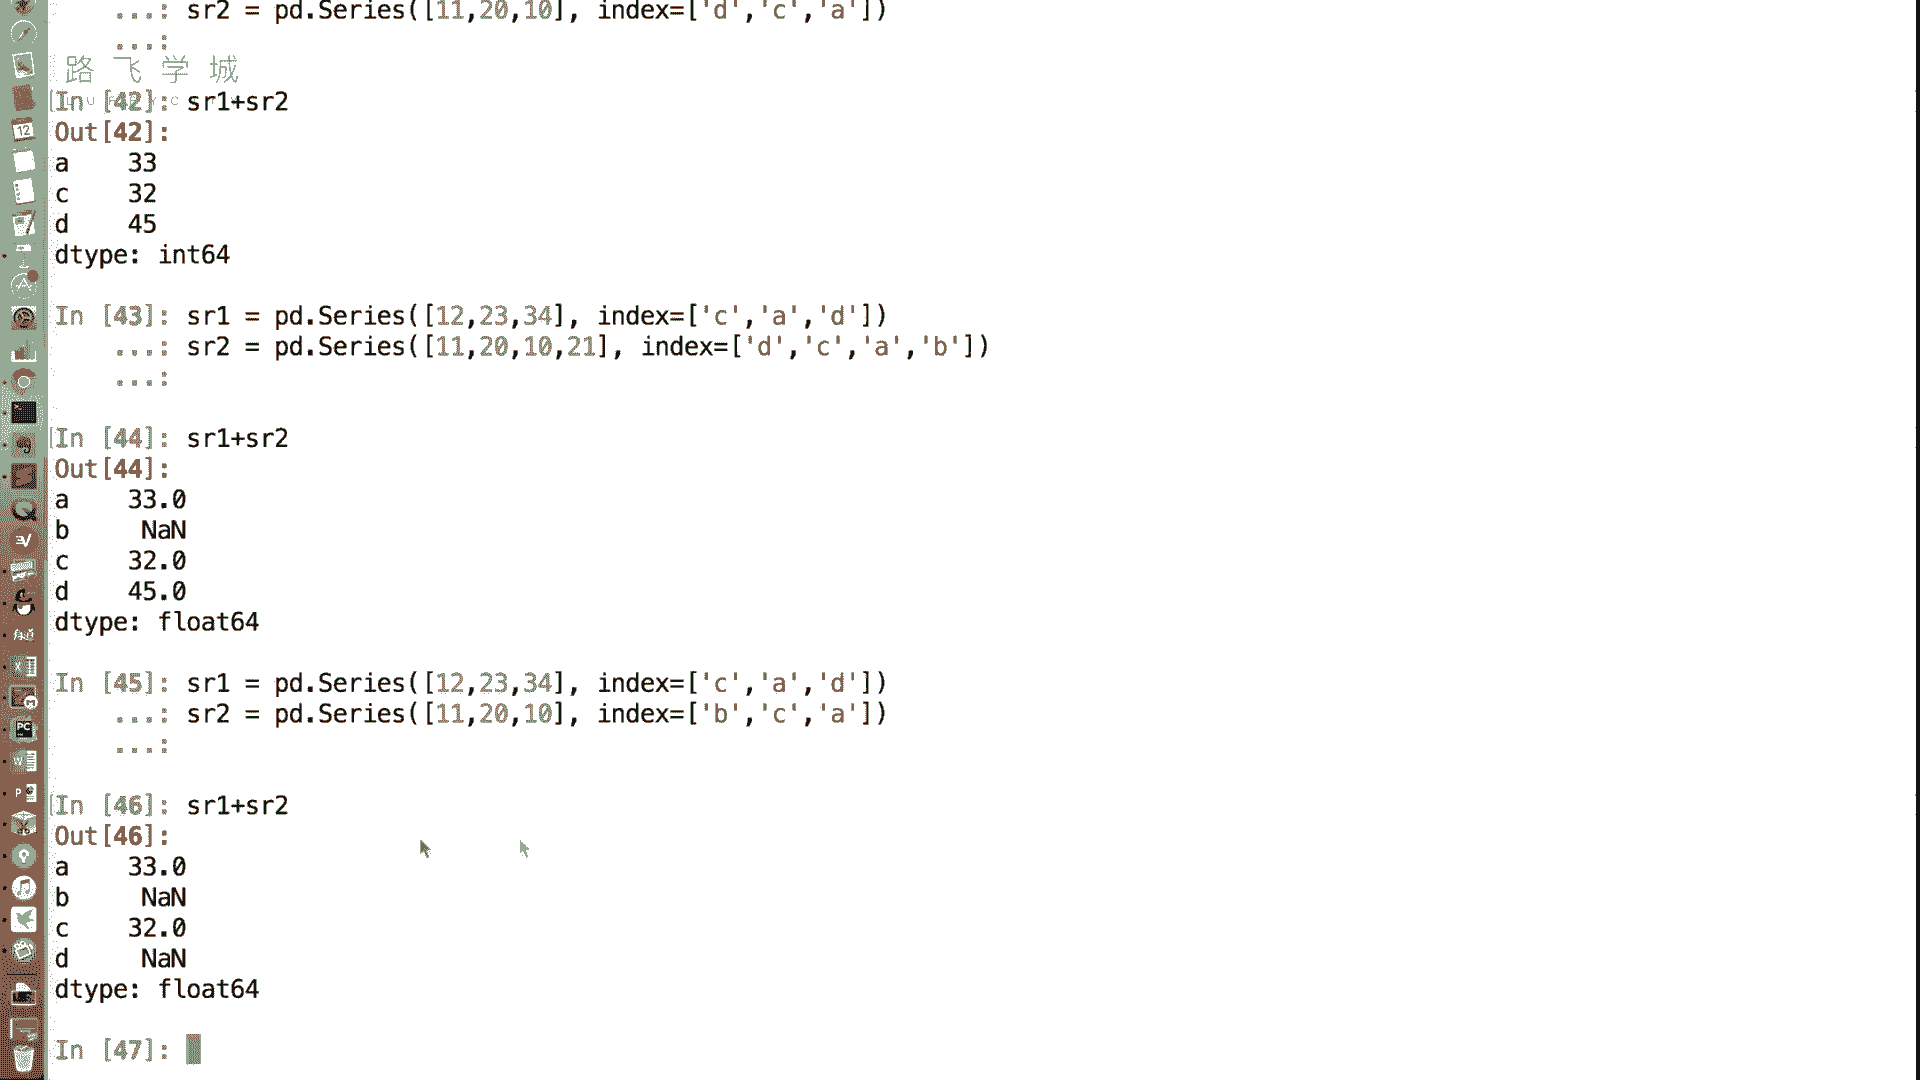 ...: sr2 = pd.Series([11,20,10], index=['d','c','a'])
...:
路飞学城
In [42]: sr1+sr2
Out[42]:
a     33
c     32
d     45
dtype: int64
In [43]: sr1 = pd.Series([12,23,34], index=['c','a','d'])
...: sr2 = pd.Series([11,20,10,21], index=['d','c','a','b'])
...:
In [44]: sr1+sr2
Out[44]:
a     33.0
b      NaN
c     32.0
d     45.0
dtype: float64
In [45]: sr1 = pd.Series([12,23,34], index=['c','a','d'])
...: sr2 = pd.Series([11,20,10], index=['b','c','a'])
...:
In [46]: sr1+sr2
Out[46]:
a     33.0
b      NaN
c     32.0
d      NaN
dtype: float64
In [47]: